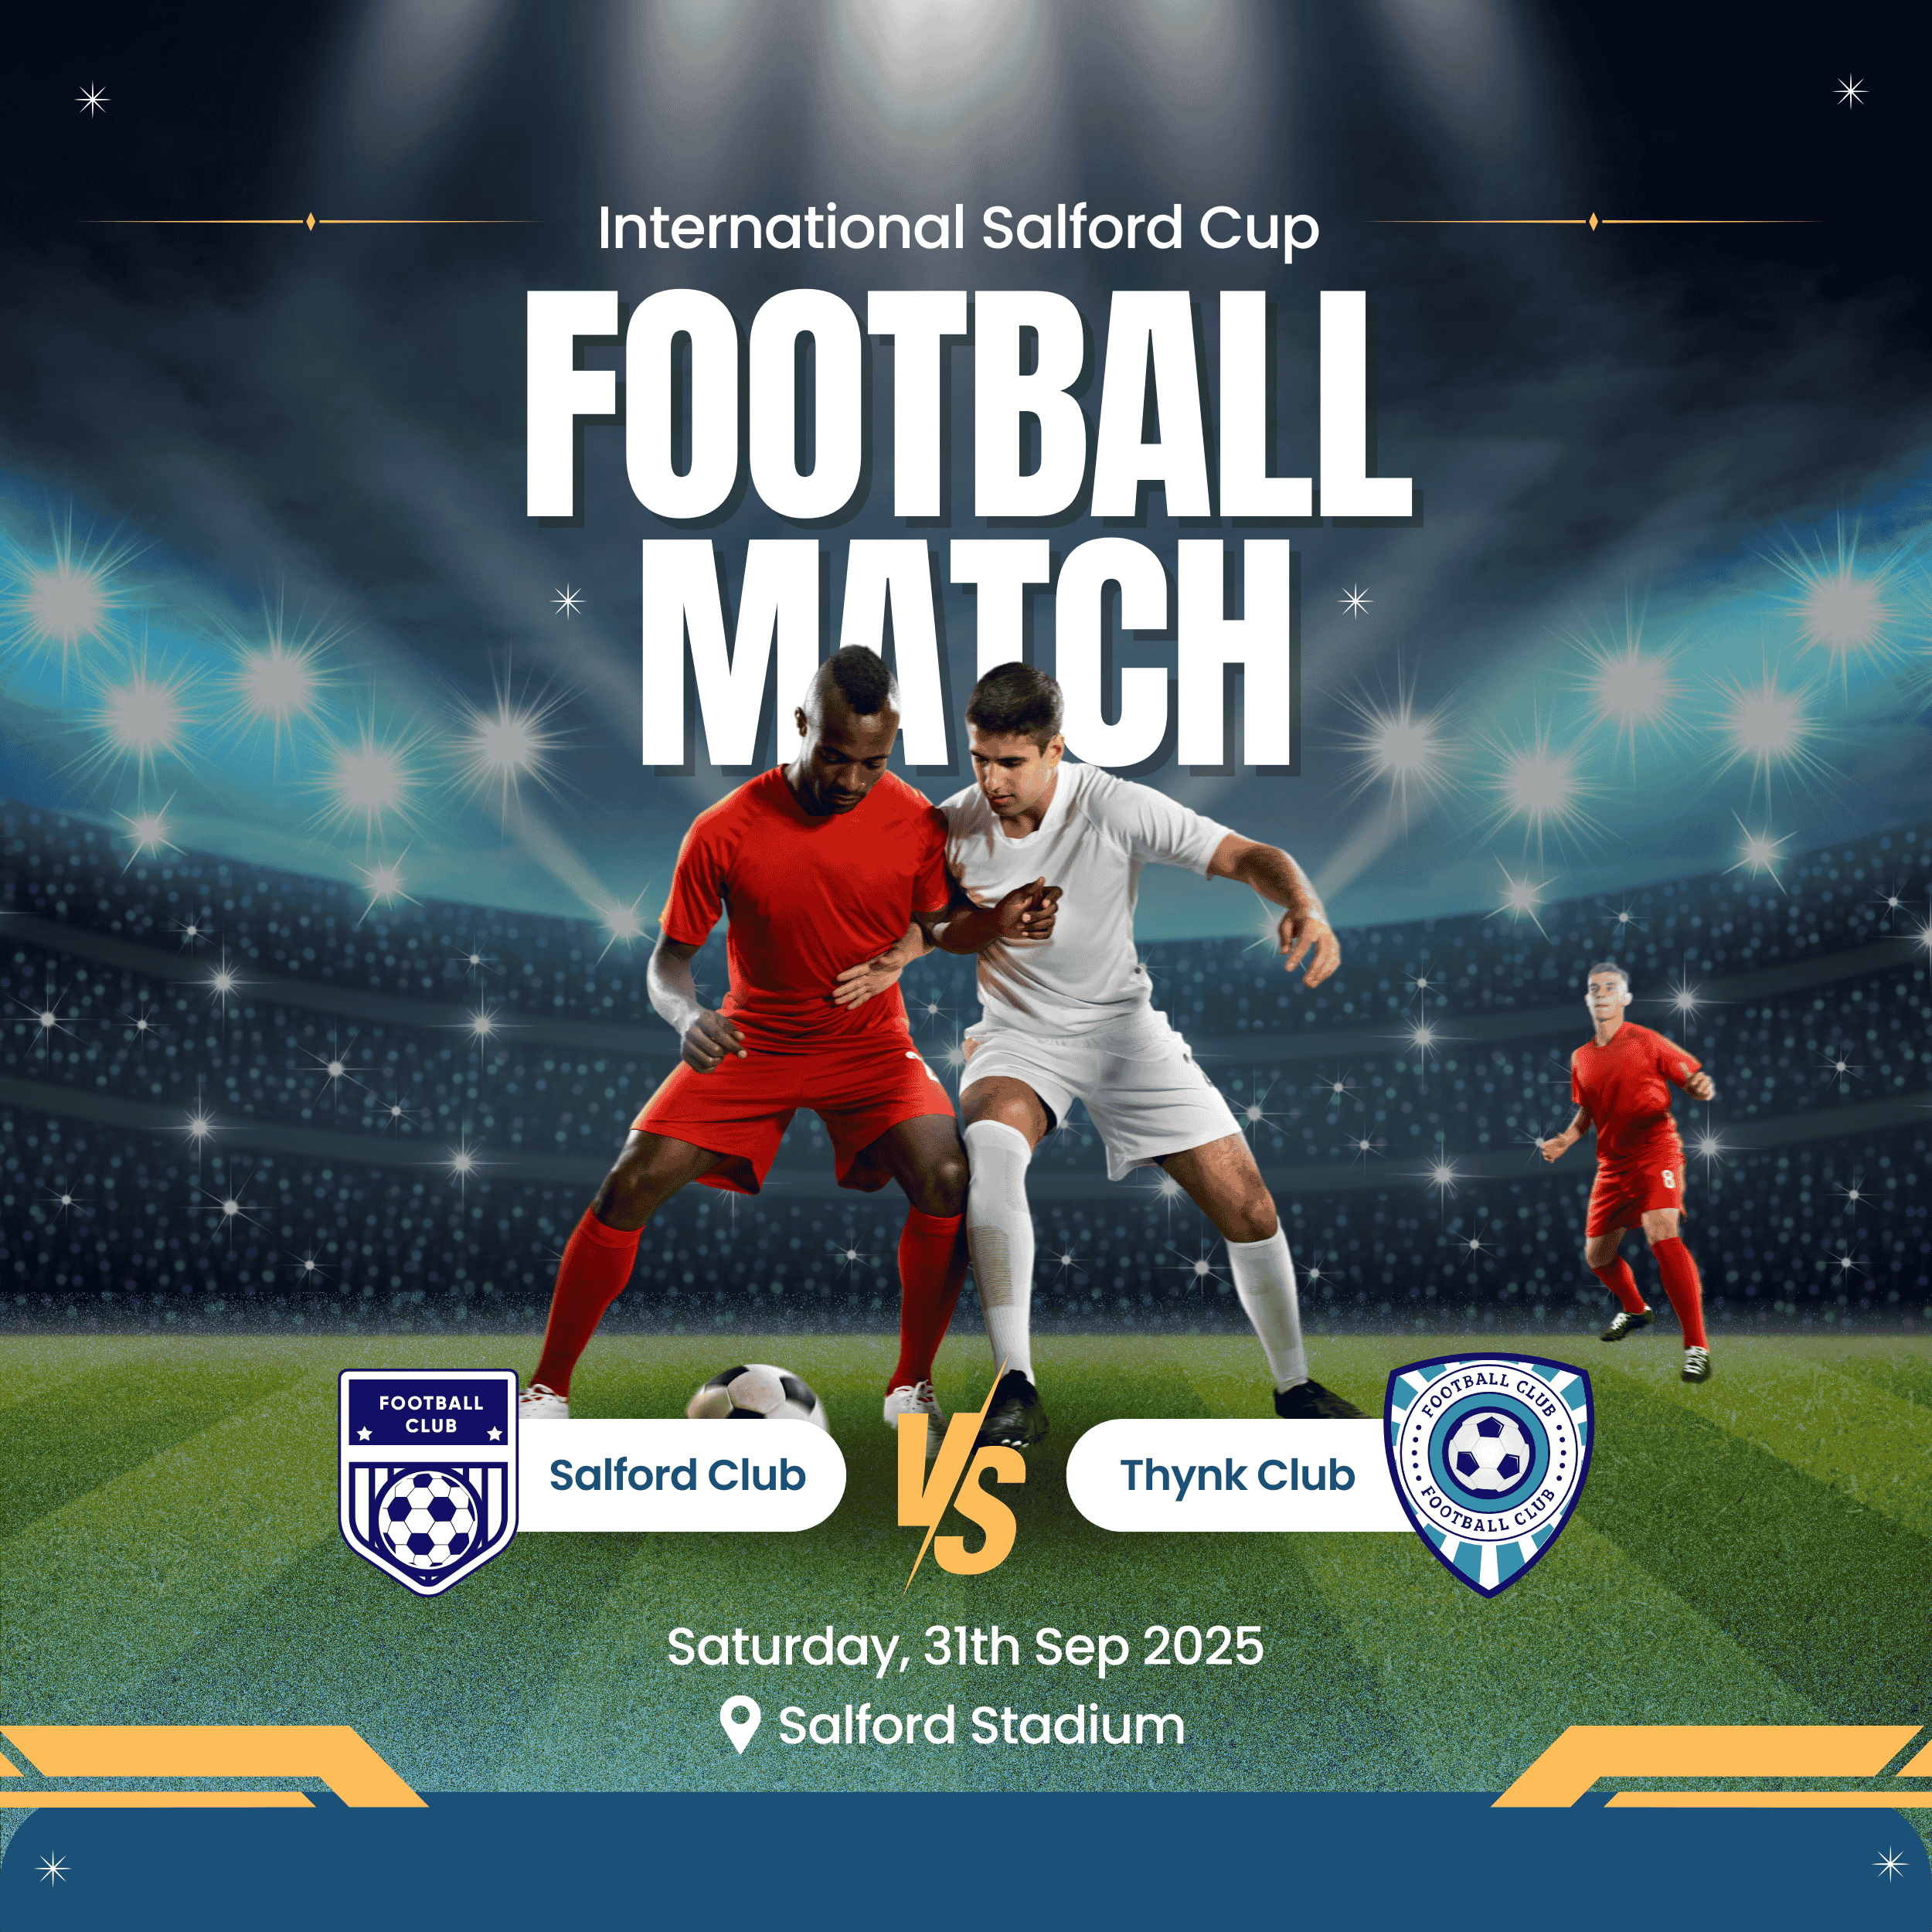 International Salford Cup
FOOTBALL
MATCH
8
FOOTBALL
CLUB
Salford Club
VS
Thynk Club
FOOTBALL CLUB
FOOTBALL CLUB
Saturday, 31th Sep 2025
Salford Stadium